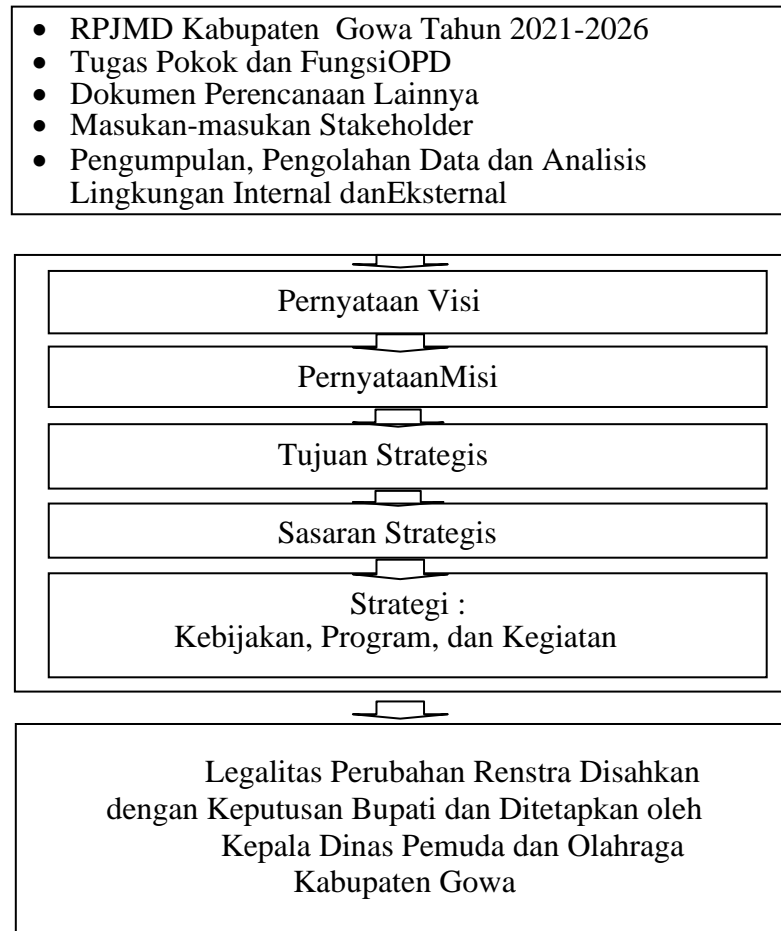 • RPJMD Kabupaten Gowa Tahun 2021-2026
• Tugas Pokok dan FungsiOPD
• Dokumen Perencanaan Lainnya
• Masukan-masukan Stakeholder
• Pengumpulan, Pengolahan Data dan Analisis
Lingkungan Internal danEksternal
Pernyataan Visi
PernyataanMisi
Tujuan Strategis
Sasaran Strategis
Strategi :
Kebijakan, Program, dan Kegiatan
Legalitas Perubahan Renstra Disahkan
dengan Keputusan Bupati dan Ditetapkan oleh
Kepala Dinas Pemuda dan Olahraga
Kabupaten Gowa